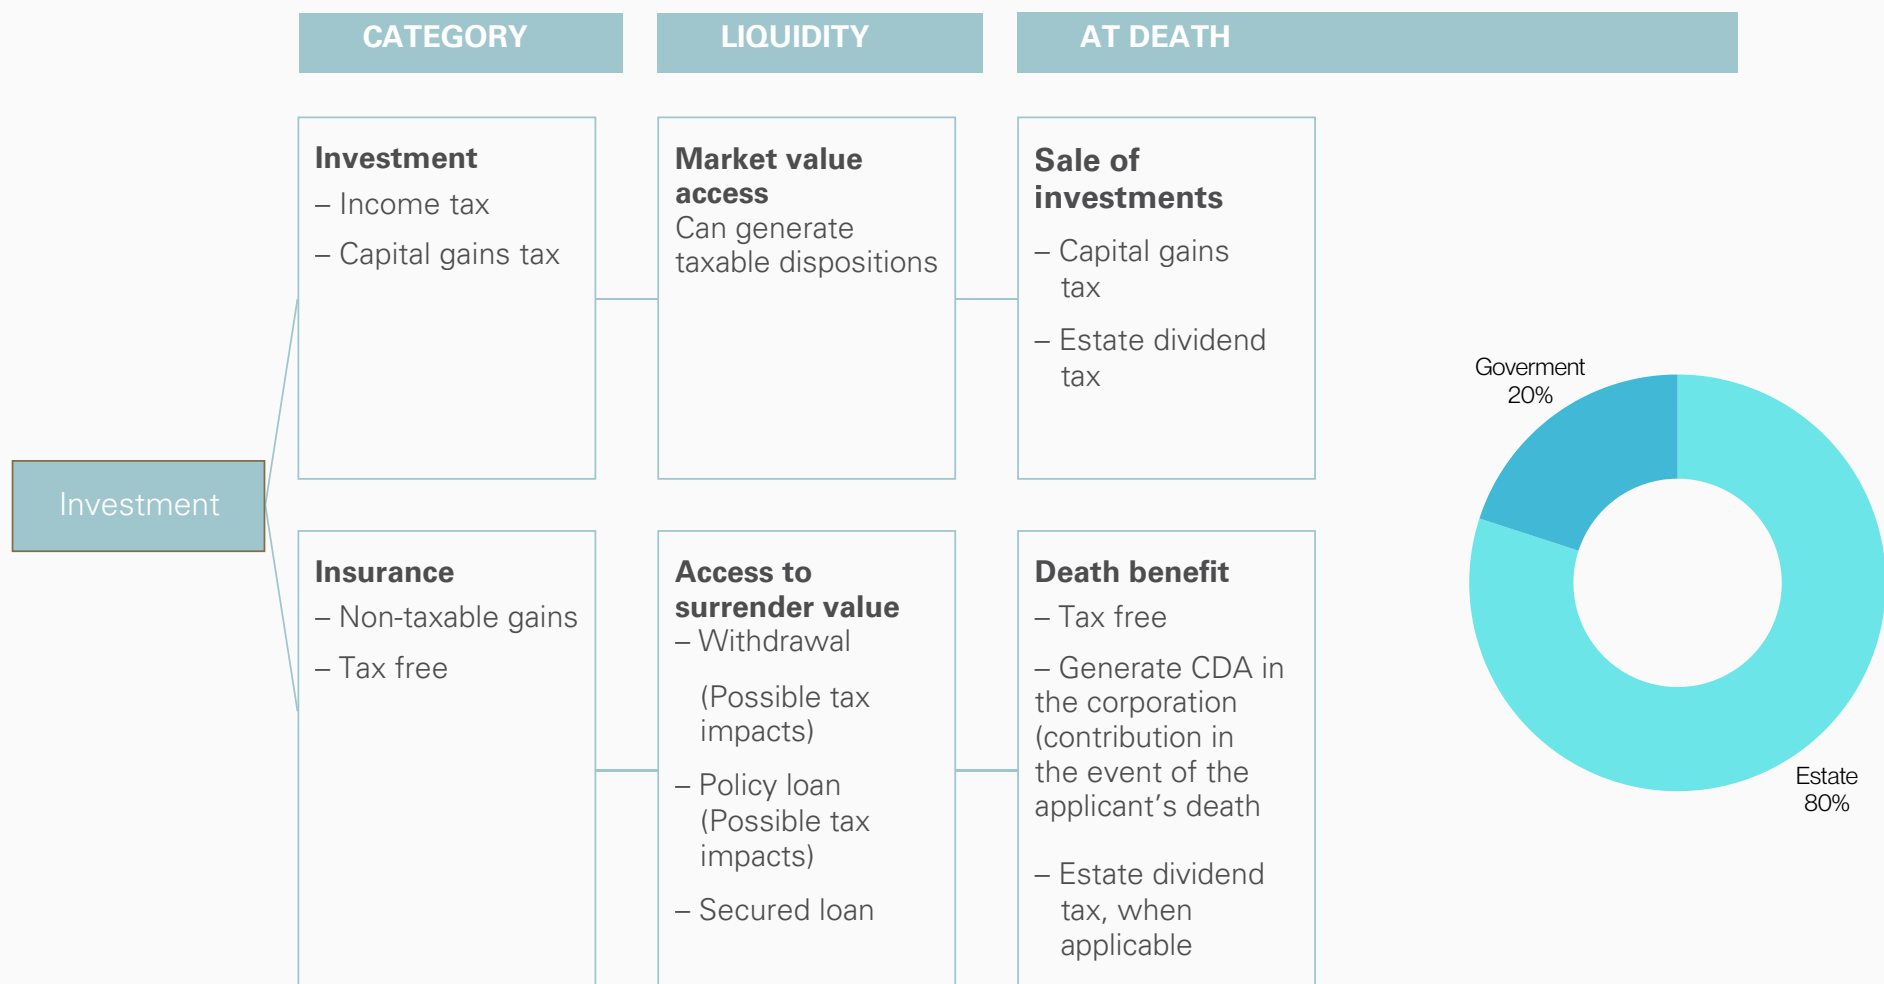 CATEGORY
LIQUIDITY
AT DEATH
Investment
– Income tax
– Capital gains tax
Market value
access
Can generate
taxable dispositions
Sale of
investments
– Capital gains
tax
– Estate dividend
tax
Goverment
20%
Investment
Insurance
– Non-taxable gains
– Tax free
Access to
surrender value
– Withdrawal
(Possible tax
impacts)
– Policy loan
(Possible tax
impacts)
– Secured loan
Death benefit
– Tax free
– Generate CDA in
the corporation
(contribution in
the event of the
applicant’s death
– Estate dividend
tax, when
applicable
Estate
80%